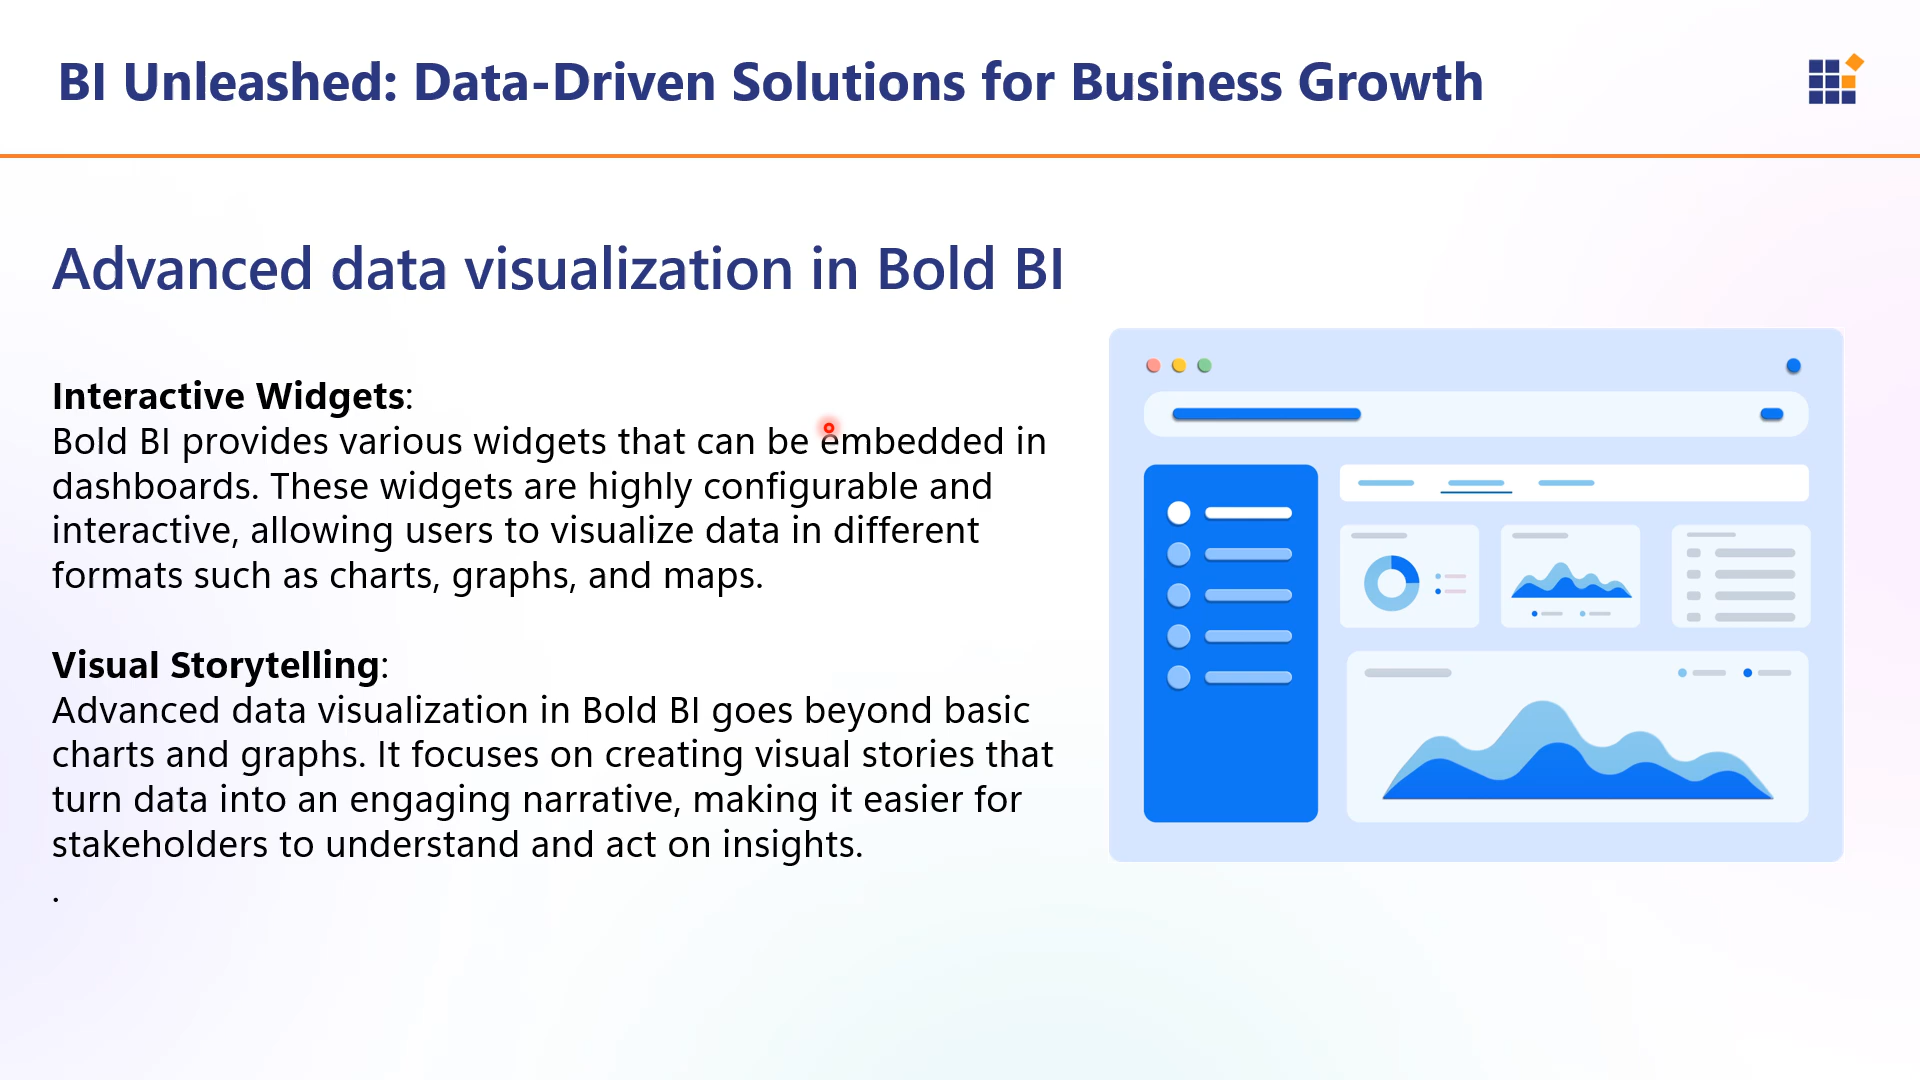 BI Unleashed: Data-Driven Solutions for Business Growth
Advanced data visualization in Bold BI
Interactive Widgets:
Bold BI provides various widgets that can be embedded in
dashboards. These widgets are highly configurable and
interactive, allowing users to visualize data in different
formats such as charts, graphs, and maps.
Visual Storytelling:
Advanced data visualization in Bold BI goes beyond basic
charts and graphs. It focuses on creating visual stories that
turn data into an engaging narrative, making it easier for
stakeholders to understand and act on insights.
.